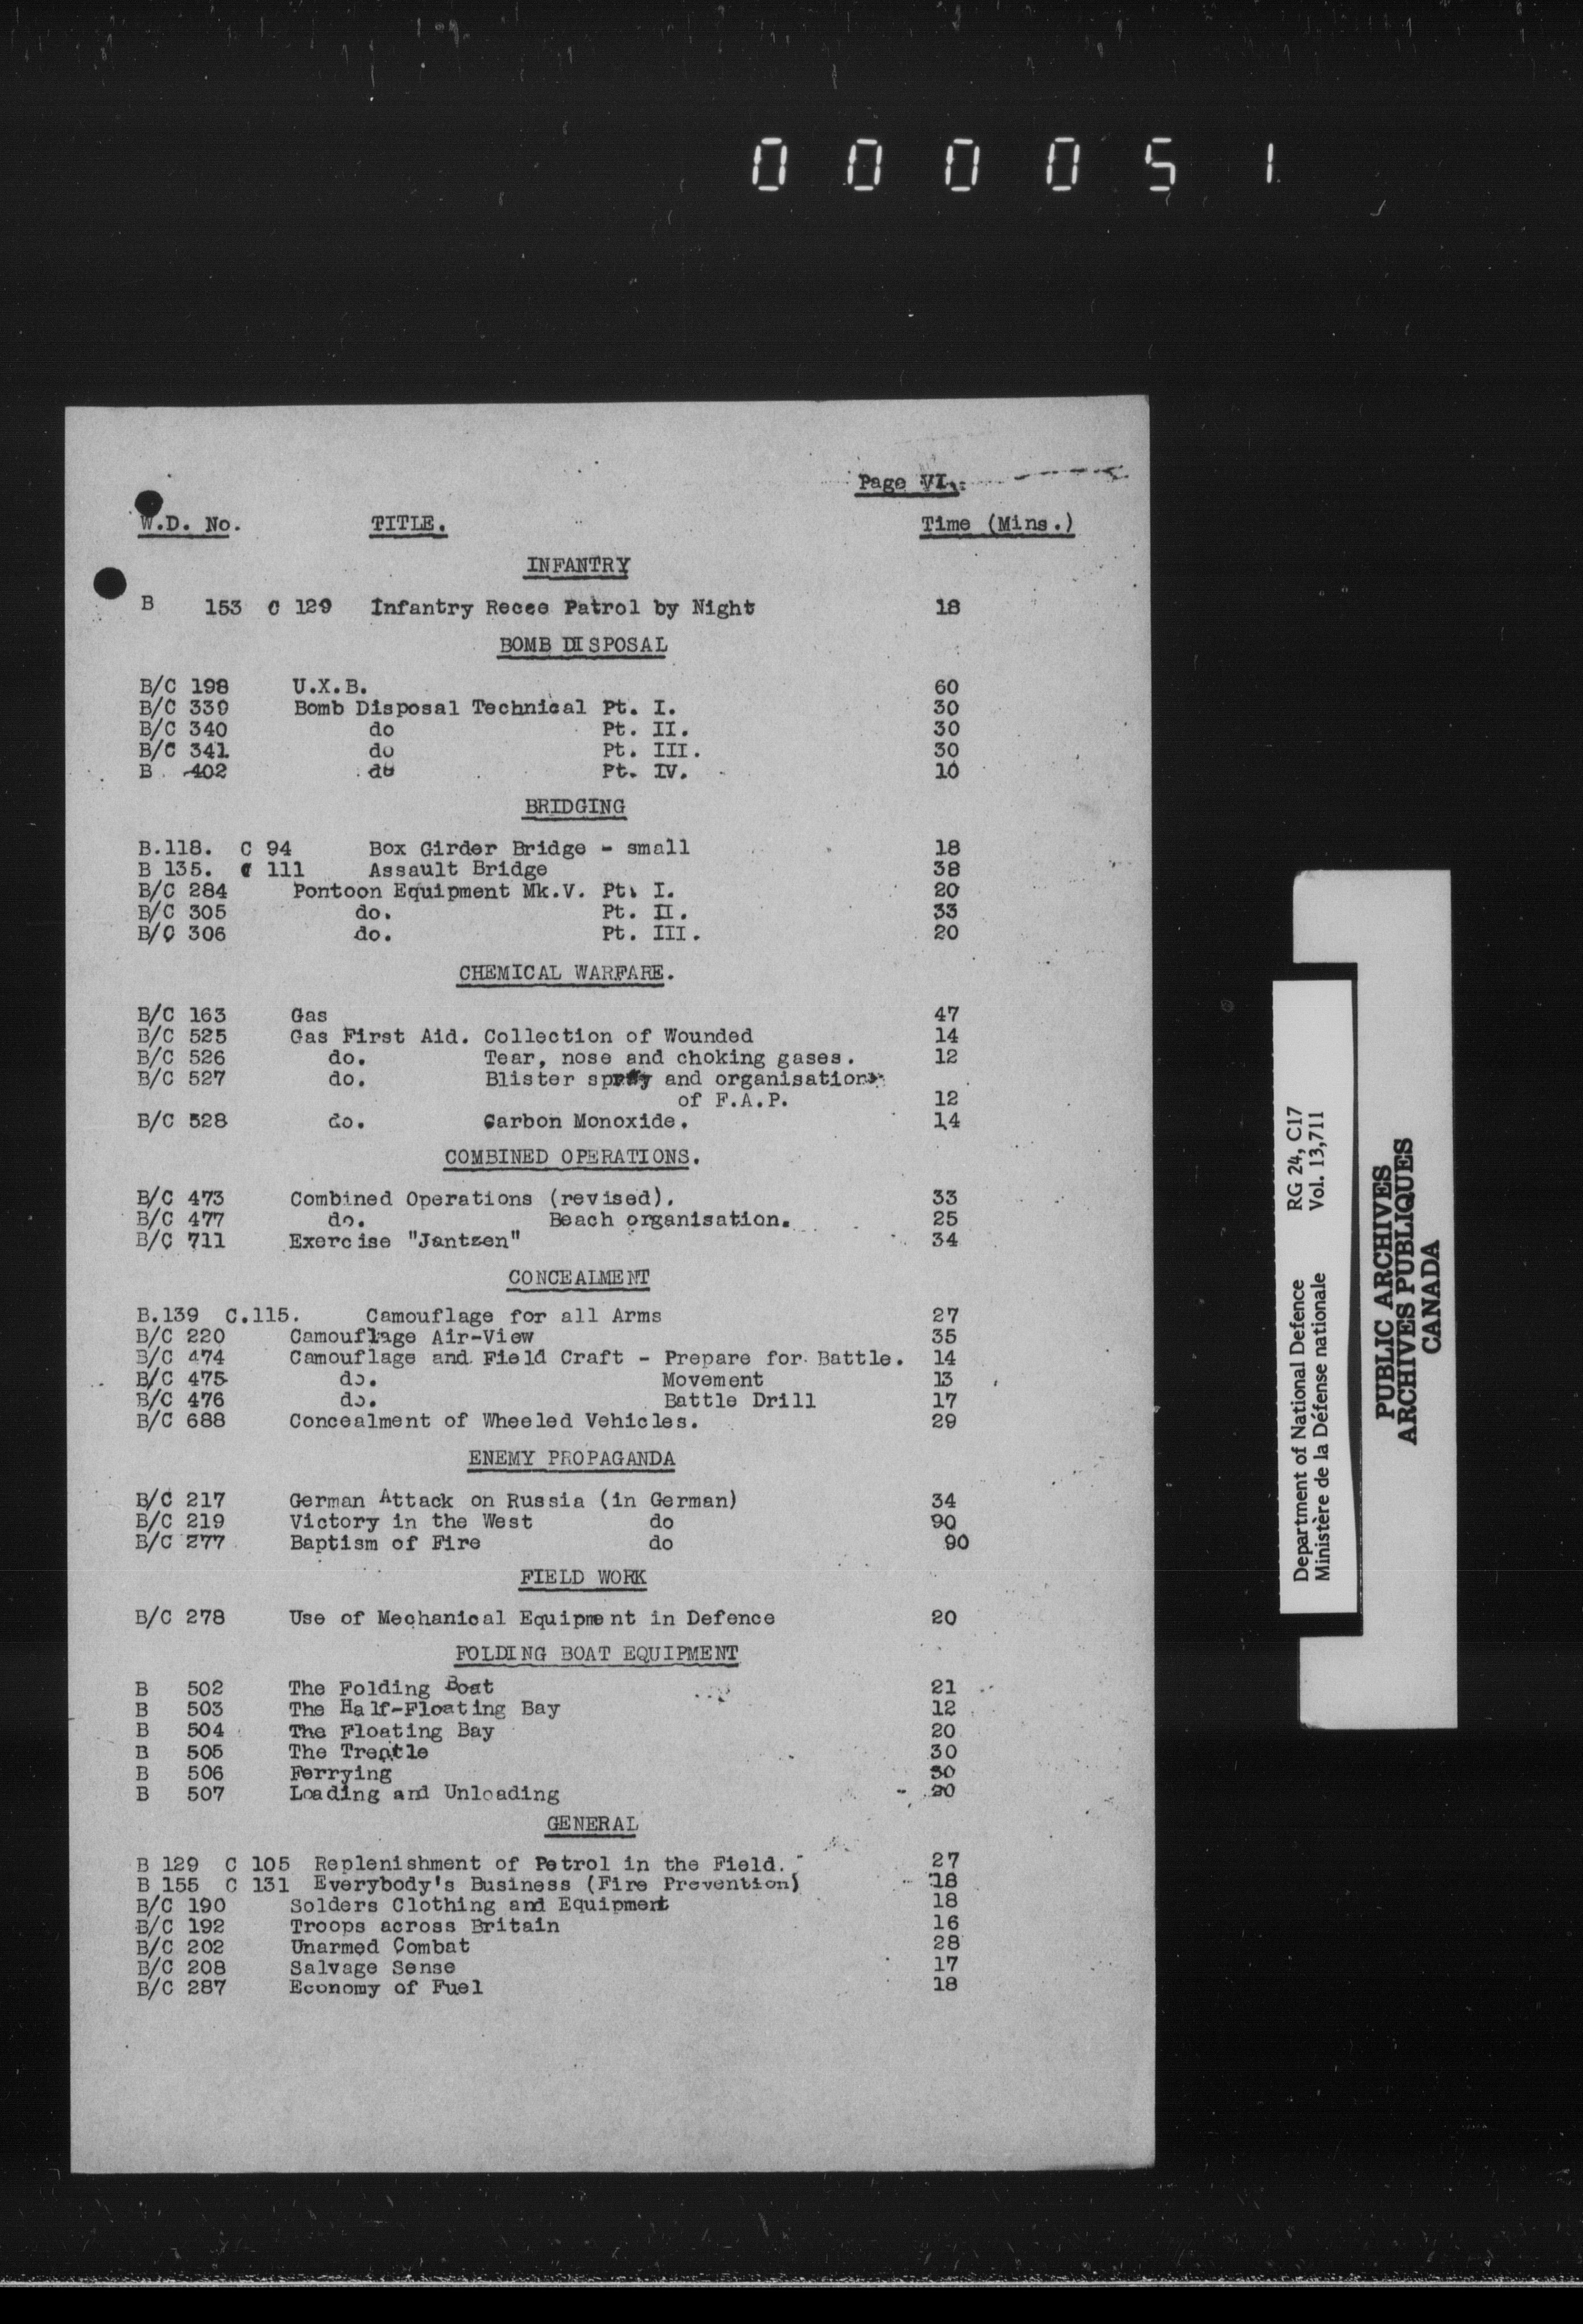 000051
Page VI.
W.D. No. TITLE. Time (Mins.)
INFANTRY
B 153 C 129 Infantry Recce Patrol by Night 18
BOMB DISPOSAL
B/C 198 U.X.B. 60
B/C 339 Bomb Disposal Technical Pt. I. 30
B/C 340 do Pt. II. 30
B/C 341 do Pt. III. 30
B 402 do Pt. IV. 10
BRIDGING
B.118. C 94 Box Girder Bridge - small 18
B 135. C 111 Assault Bridge 38
B/C 284 Pontoon Equipment Mk.V. Pt. I. 20
B/C 305 do. Pt. II. 33
B/C 306 do. Pt. III. 20
CHEMICAL WARFARE.
B/C 163 Gas 47
B/C 525 Gas First Aid. Collection of Wounded 14
B/C 526 do. Tear, nose and choking gases. 12
B/C 527 do. Blister spray and organisation
of F.A.P. 12
B/C 528 do. Carbon Monoxide. 14
COMBINED OPERATIONS.
B/C 473 Combined Operations (revised). 33
B/C 477 do. Beach organisation. 25
B/C 711 Exercise "Jantzen" 34
CONCEALMENT
B.139 C.115. Camouflage for all Arms 27
B/C 220 Camouflage Air-View 35
B/C 474 Camouflage and Field Craft - Prepare for Battle. 14
B/C 475 do. Movement 13
B/C 476 do. Battle Drill 17
B/C 688 Concealment of Wheeled Vehicles. 29
ENEMY PROPAGANDA
B/C 217 German Attack on Russia (in German) 34
B/C 219 Victory in the West do 90
B/C 277 Baptism of Fire do 90
FIELD WORK
B/C 278 Use of Mechanical Equipment in Defence 20
FOLDING BOAT EQUIPMENT
B 502 The Folding Boat 21
B 503 The Half-Floating Bay 12
B 504 The Floating Bay 20
B 505 The Trestle 30
B 506 Ferrying 30
B 507 Loading and Unloading 20
GENERAL
B 129 C 105 Replenishment of Petrol in the Field. 27
B 155 C 131 Everybody's Business (Fire Prevention) 18
B/C 190 Solders Clothing and Equipment 18
B/C 192 Troops across Britain 16
B/C 202 Unarmed Combat 28
B/C 208 Salvage Sense 17
B/C 287 Economy of Fuel 18
Department of National Defence RG 24, C17
Ministère de la Défense nationale Vol. 13,711
PUBLIC ARCHIVES
ARCHIVES PUBLIQUES
CANADA